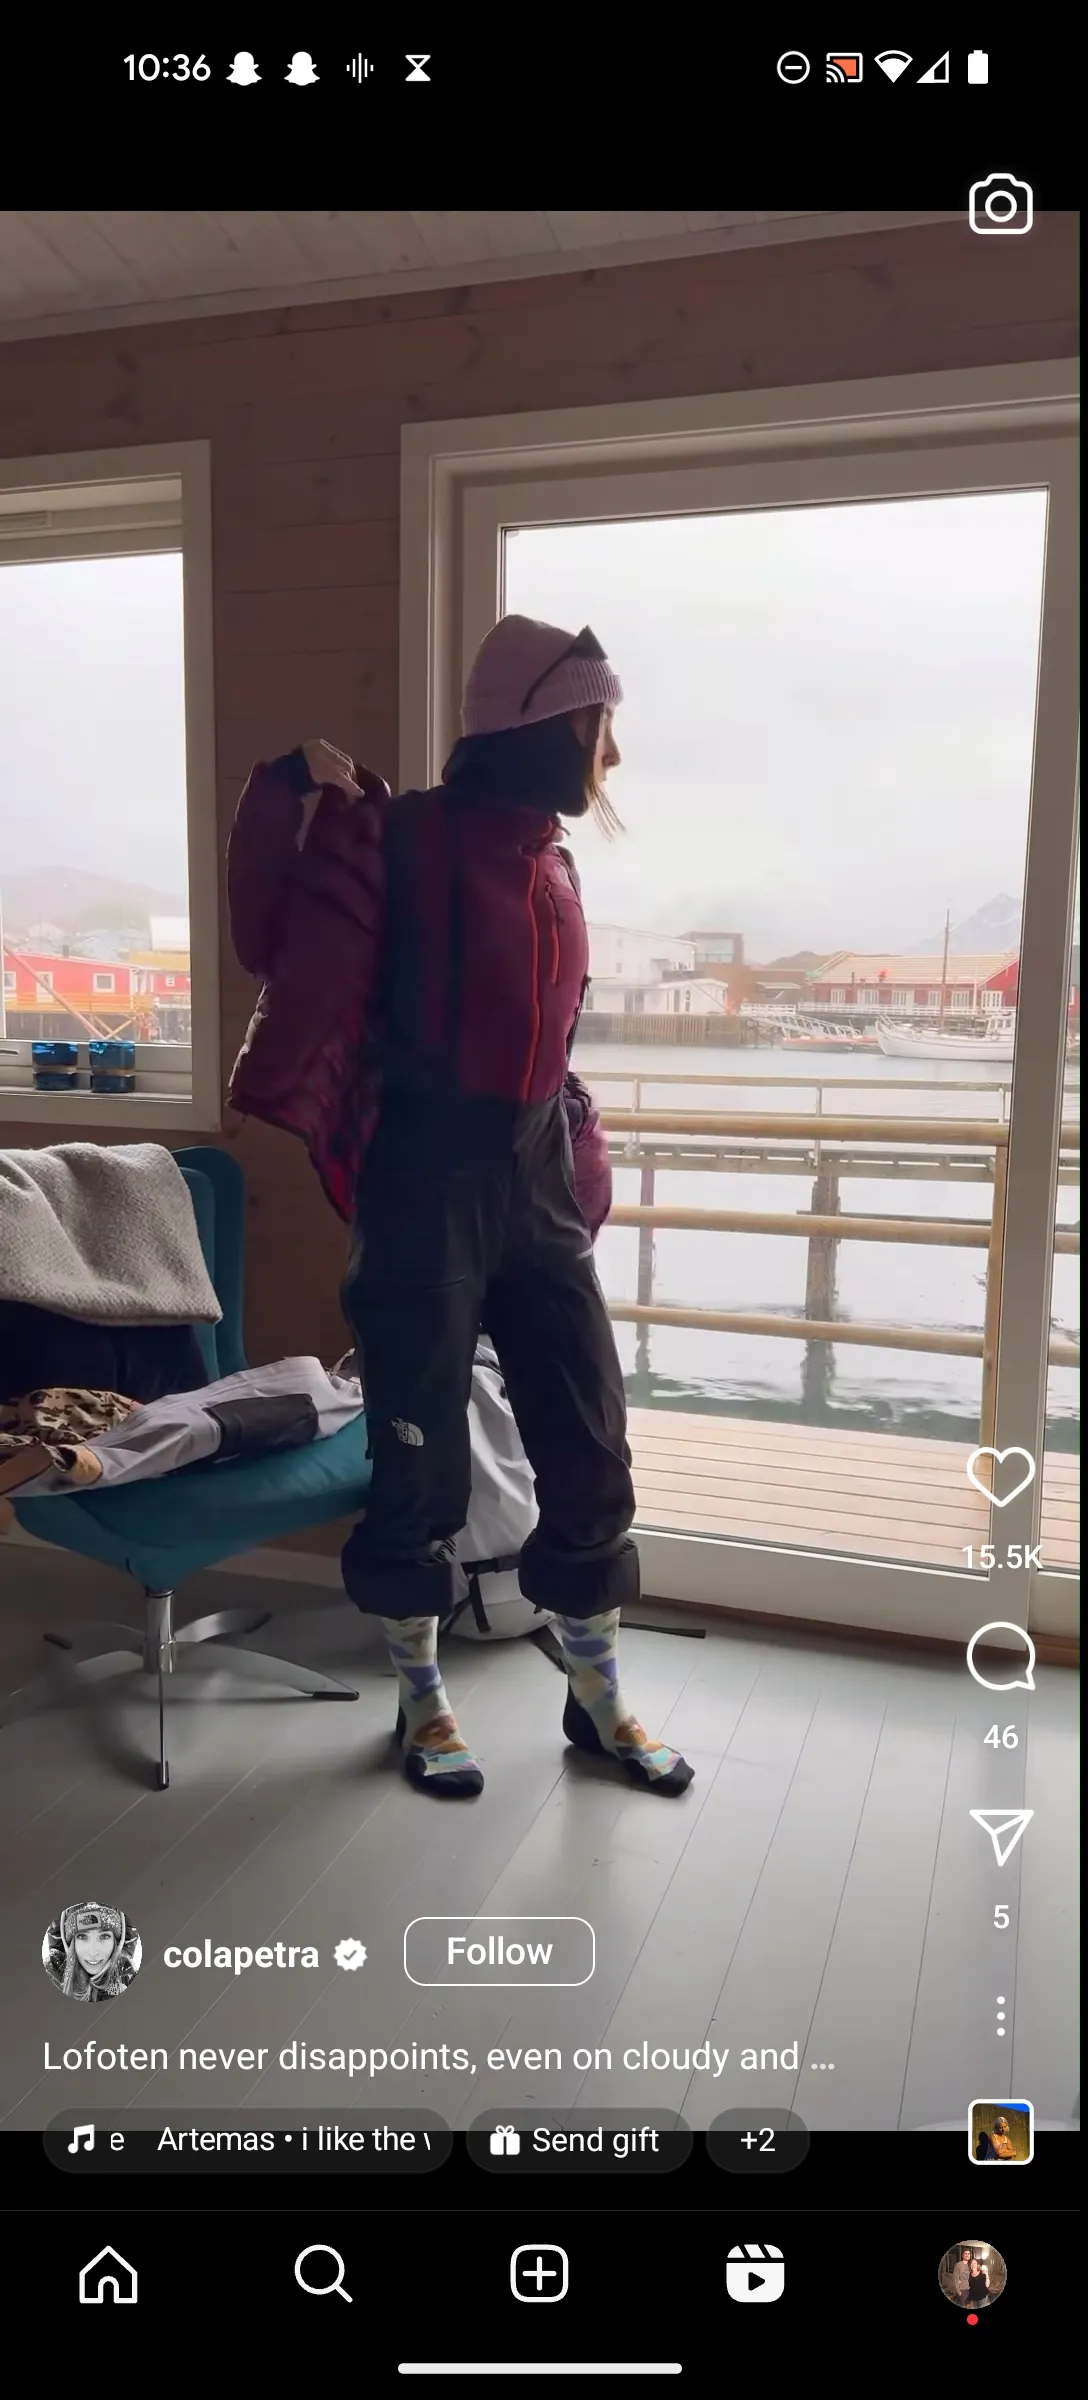 10:36
15.5K
46
5
colapetra
Follow
Lofoten never disappoints, even on cloudy and ...
e Artemas • i like the
Send gift
+2